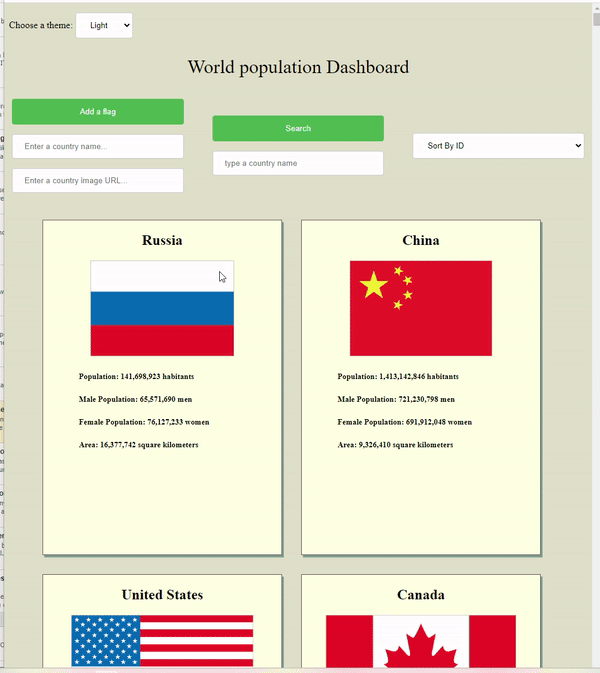 Choose a theme: Light
World population Dashboard
Add a flag
Enter a country name...
Enter a country image URL...
Search
type a country name
Sort By ID
Russia
Population: 141,698,923 habitants
Male Population: 65,571,690 men
Female Population: 76,127,233 women
Area: 16,377,742 square kilometers
China
Population: 1,413,142,846 habitants
Male Population: 721,230,798 men
Female Population: 691,912,048 women
Area: 9,326,410 square kilometers
United States
Canada